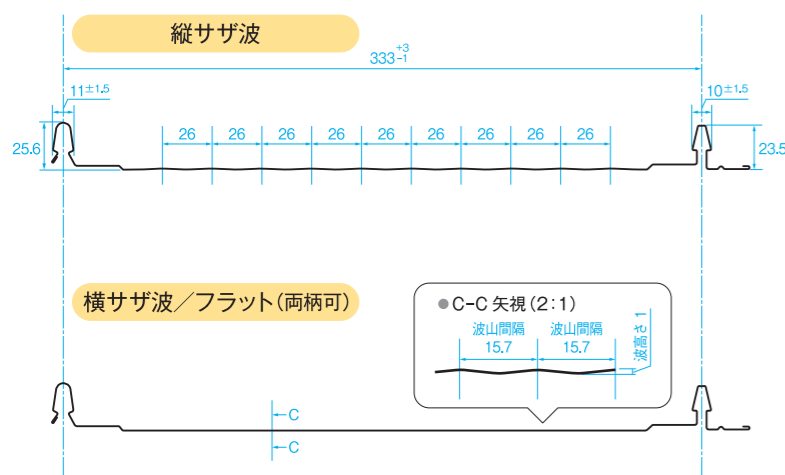 縦サザ波
333+3-1
11±1.5
10±1.5
26 26 26 26 26 26 26 26 26
25.6
23.5
横サザ波／フラット（両柄可）
●C-C 矢視（2：1）
波山間隔 波山間隔
15.7 15.7
波高さ 1
C
C